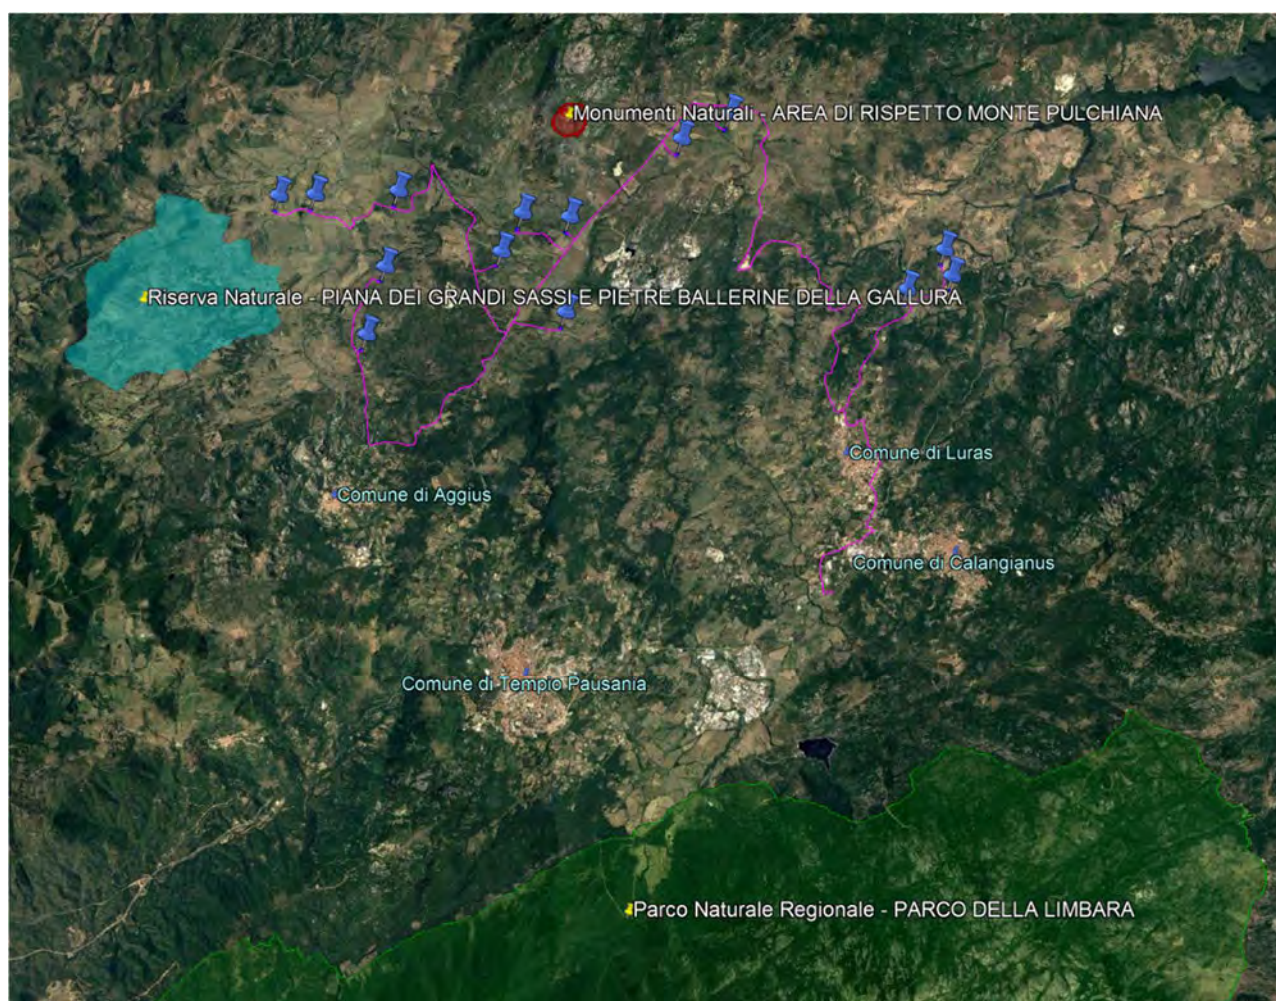 Monumenti Naturali - AREA DI RISPETTO MONTE PULCHIANA
Riserva Naturale - PIANA DEI GRANDI SASSI E PIETRE BALLERINE DELLA GALLURA
Comune di Luras
Comune di Aggius
Comune di Calangianus
Comune di Tempio Pausania
Parco Naturale Regionale - PARCO DELLA LIMBARA